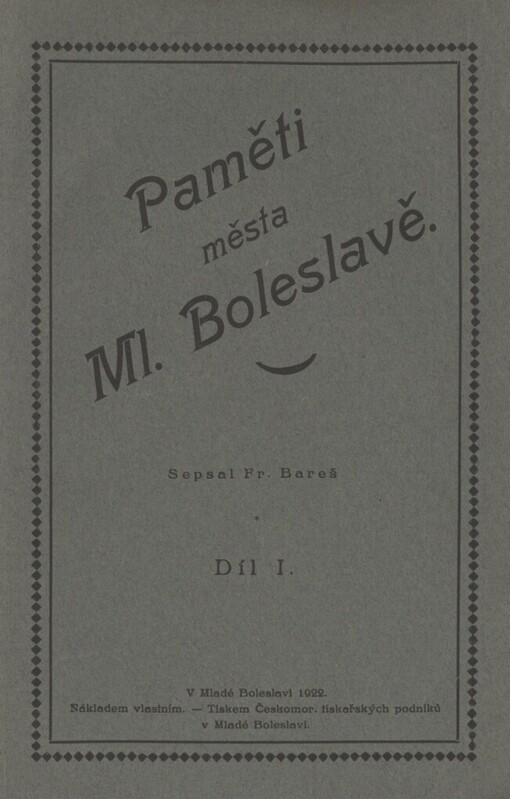 Paměti
města
Ml. Boleslavě.
Sepsal Fr. Bareš
Díl I.
V Mladé Boleslavi 1922.
Nákladem vlastním. — Tiskem Českomor. tiskařských podniků
v Mladé Boleslavi.